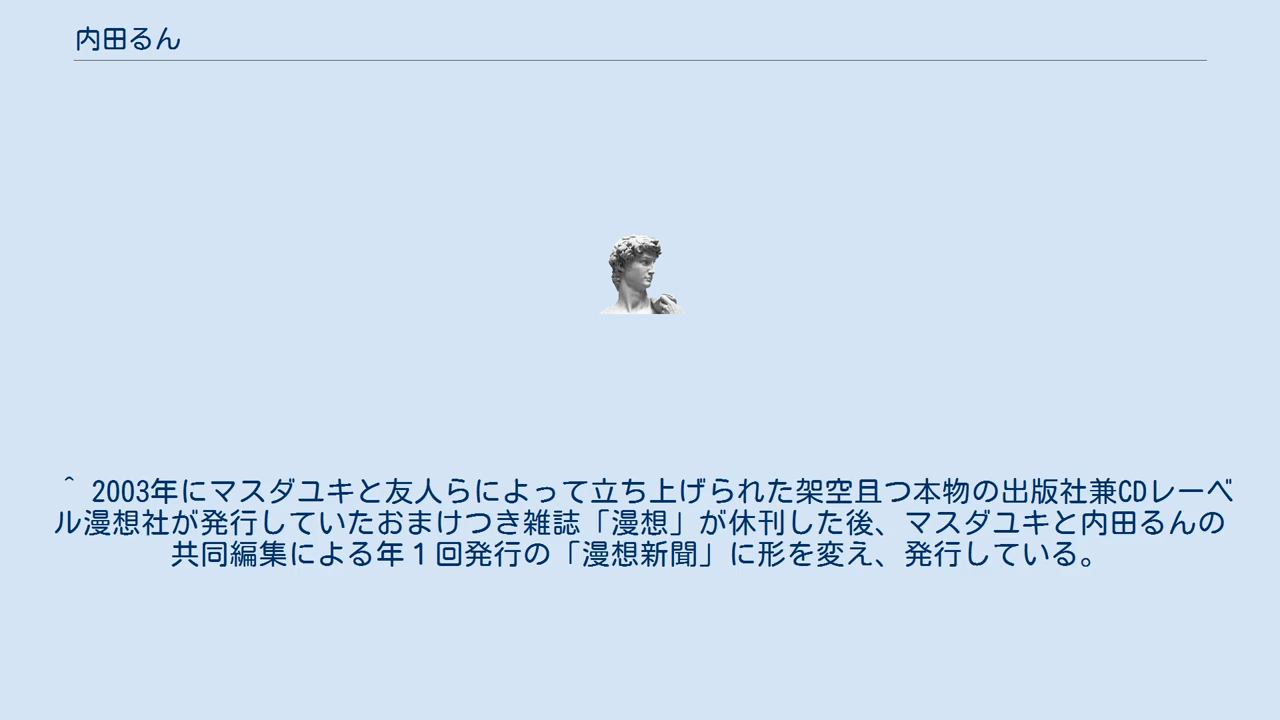 内田るん
^ 2003年にマスダユキと友人らによって立ち上げられた架空且つ本物の出版社兼CDレーベ
ル漫想社が発行していたおまけつき雑誌「漫想」が休刊した後、マスダユキと内田るんの
共同編集による年１回発行の「漫想新聞」に形を変え、発行している。